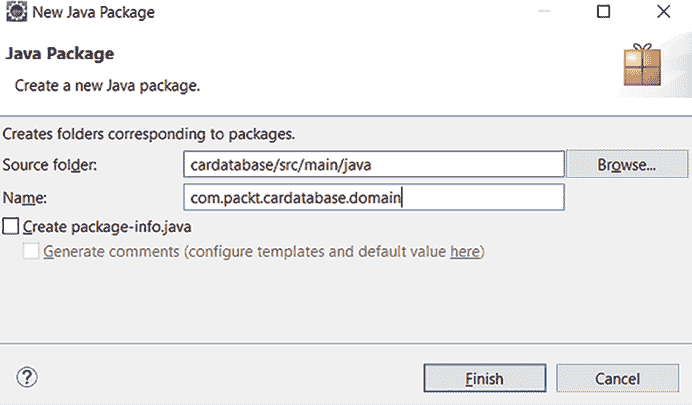 New Java Package
Java Package
Create a new Java package.
Creates folders corresponding to packages.
Source folder: cardatabase/src/main/java Browse...
Name: com.packt.cardatabase.domain
Create package-info.java
Generate comments (configure templates and default value here)
? Finish Cancel